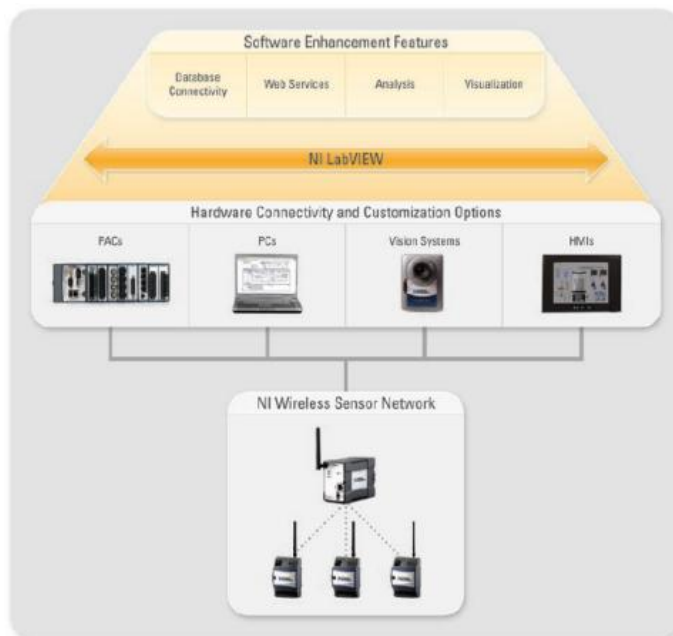 Software Enhancement Features
Database
Connectivity
Web Services
Analysis
Visualization
NI LabVIEW
Hardware Connectivity and Customization Options
PACs
PCs
Vision Systems
HMIs
NI Wireless Sensor Network